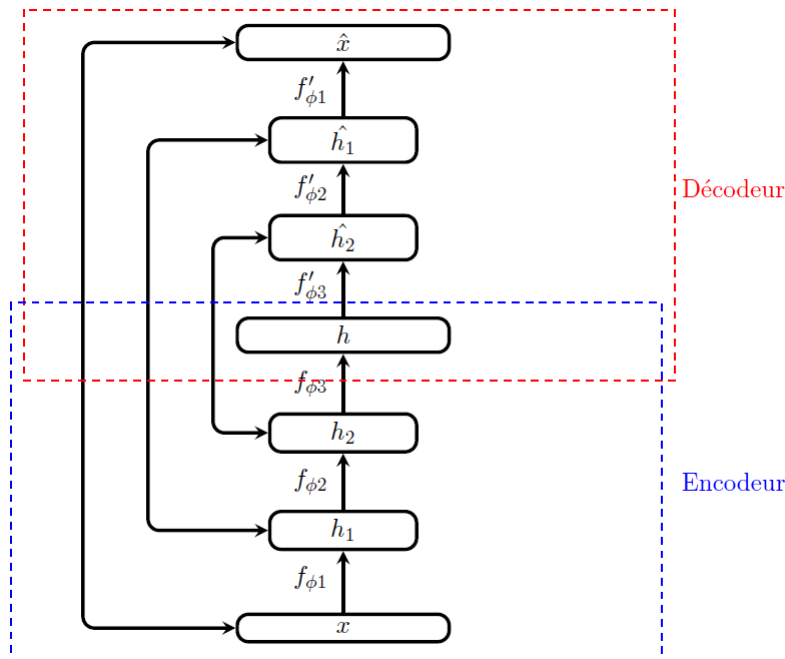 x̂
f′ϕ1
ĥ1
f′ϕ2
Décodeur
ĥ2
f′ϕ3
h
fϕ3
h2
fϕ2
Encodeur
h1
fϕ1
x